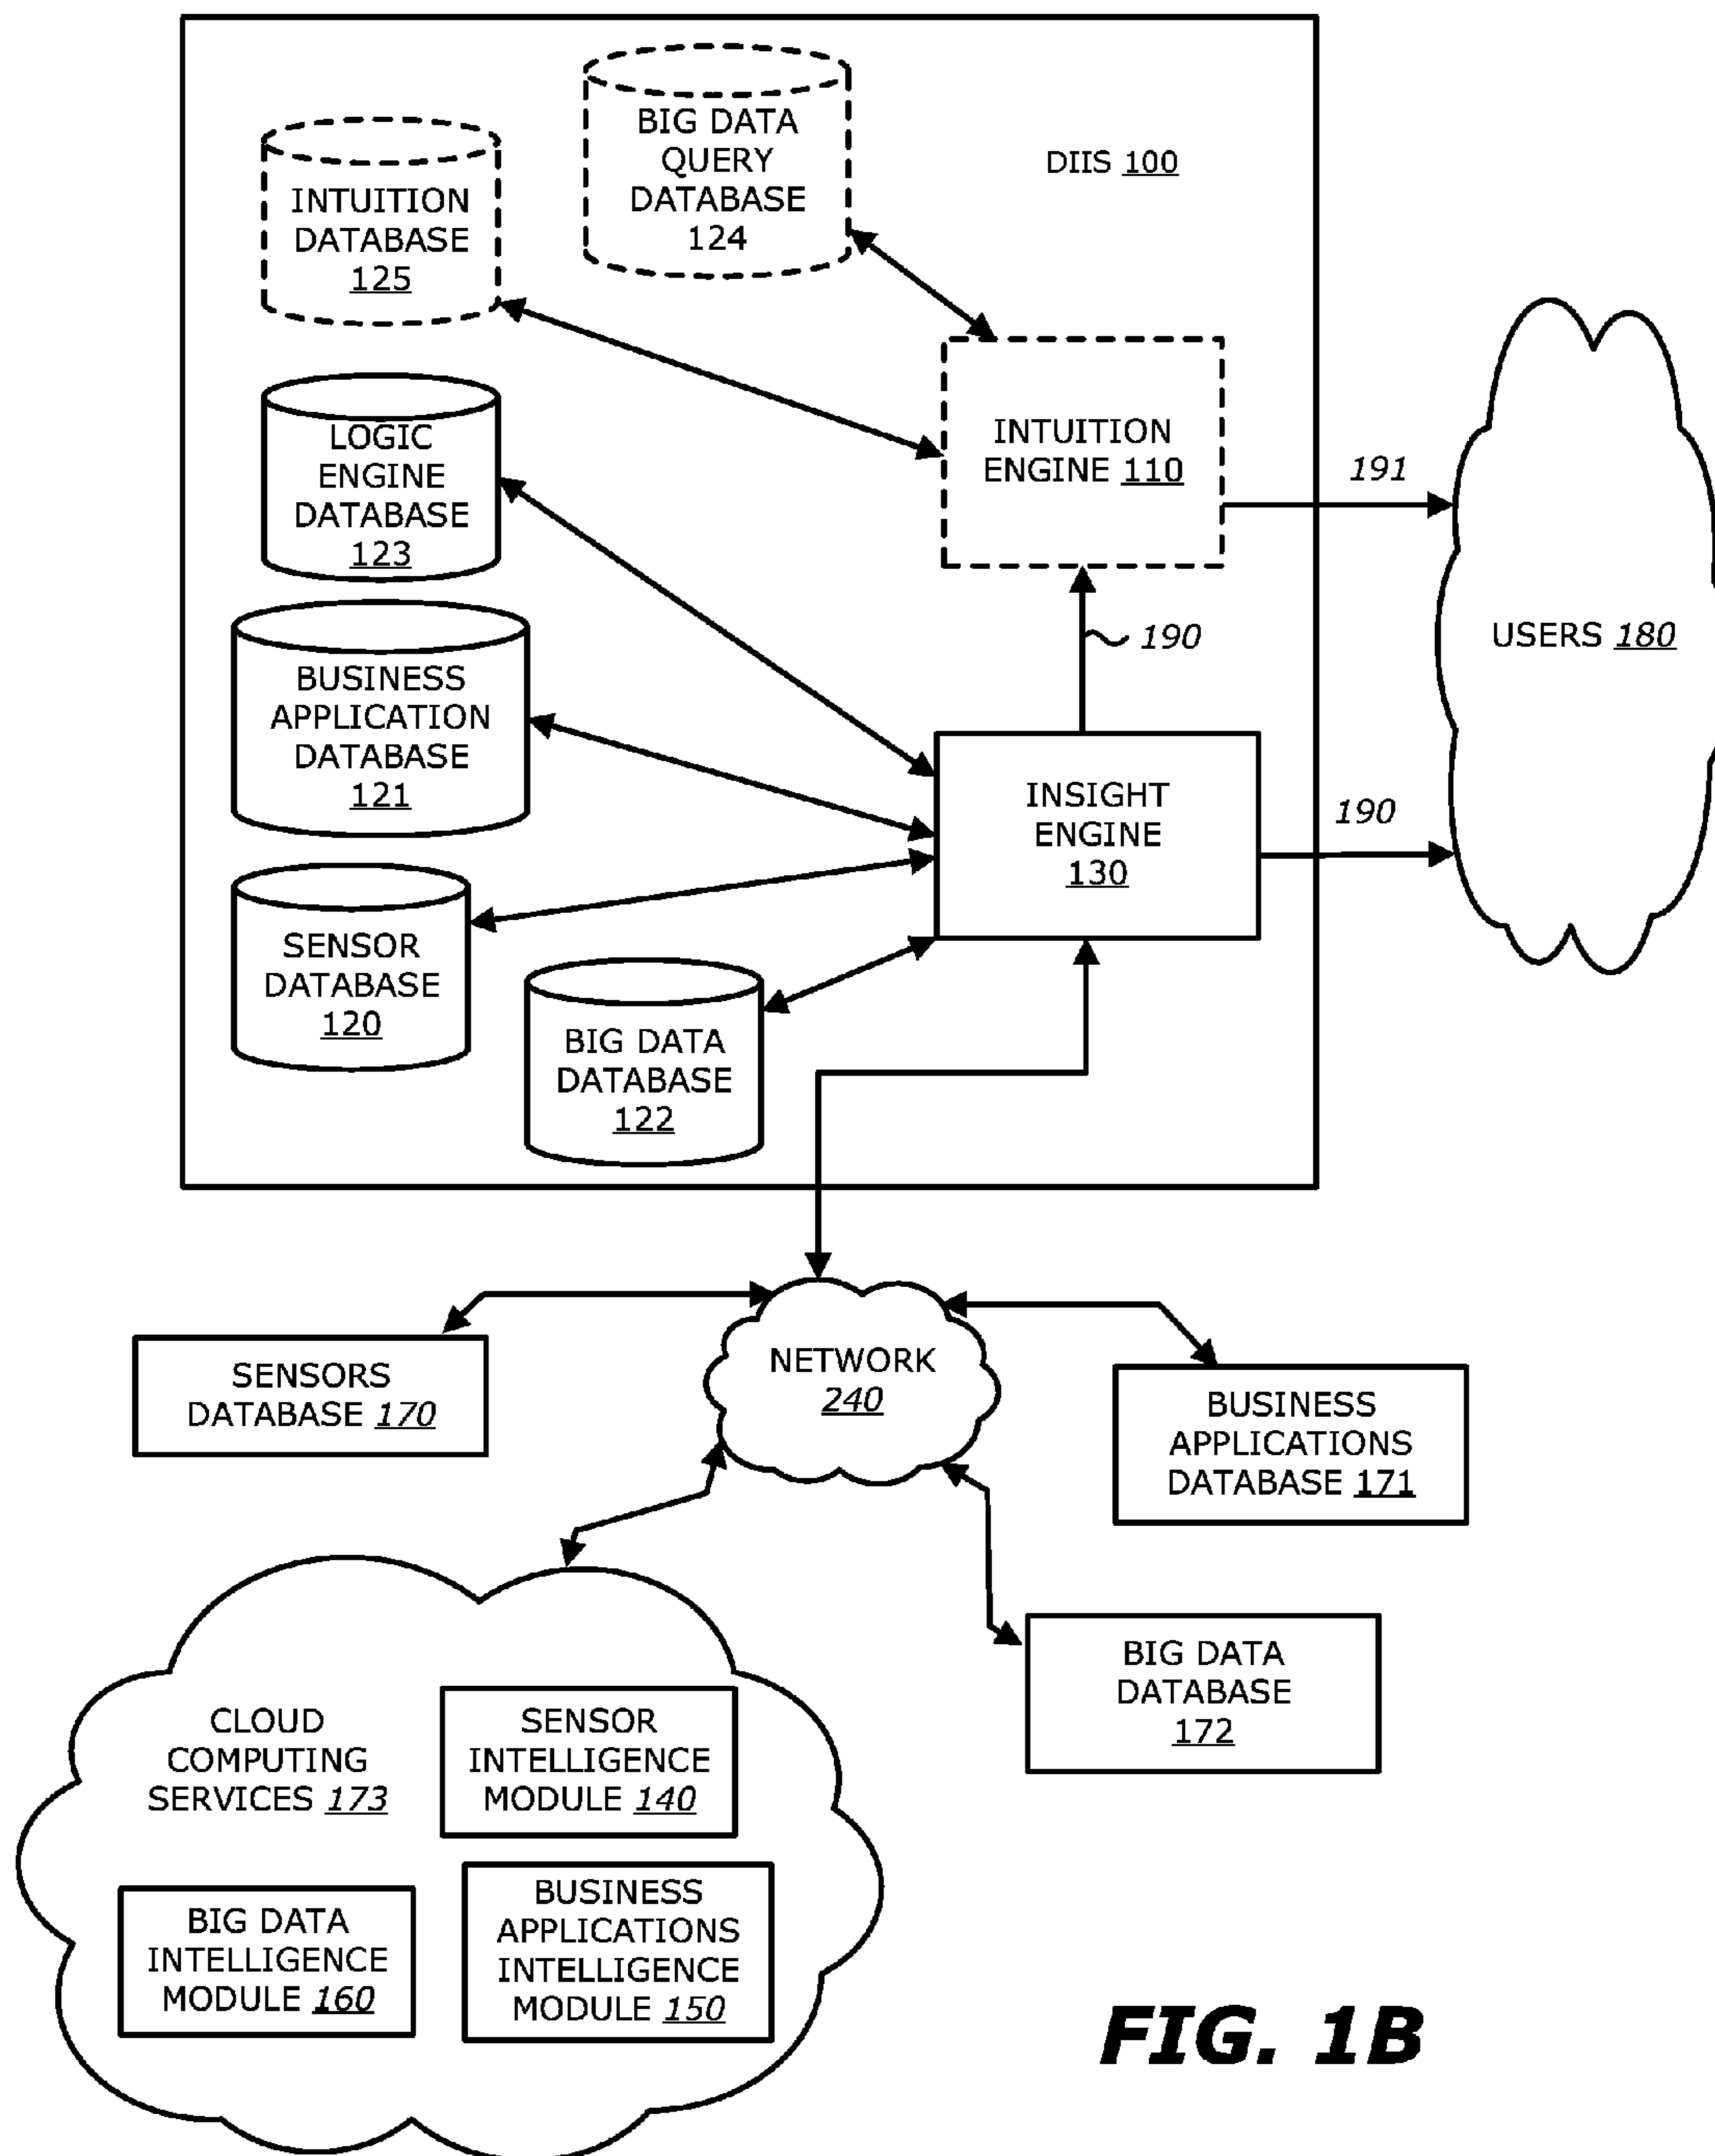 BIG DATA
QUERY
DATABASE
124
DIIS 100
INTUITION
DATABASE
125
LOGIC
ENGINE
DATABASE
123
INTUITION
ENGINE 110
191
190
USERS 180
BUSINESS
APPLICATION
DATABASE
121
INSIGHT
ENGINE
130
190
SENSOR
DATABASE
120
BIG DATA
DATABASE
122
NETWORK
240
SENSORS
DATABASE 170
BUSINESS
APPLICATIONS
DATABASE 171
BIG DATA
DATABASE
172
CLOUD
COMPUTING
SERVICES 173
SENSOR
INTELLIGENCE
MODULE 140
BIG DATA
INTELLIGENCE
MODULE 160
BUSINESS
APPLICATIONS
INTELLIGENCE
MODULE 150
FIG. 1B